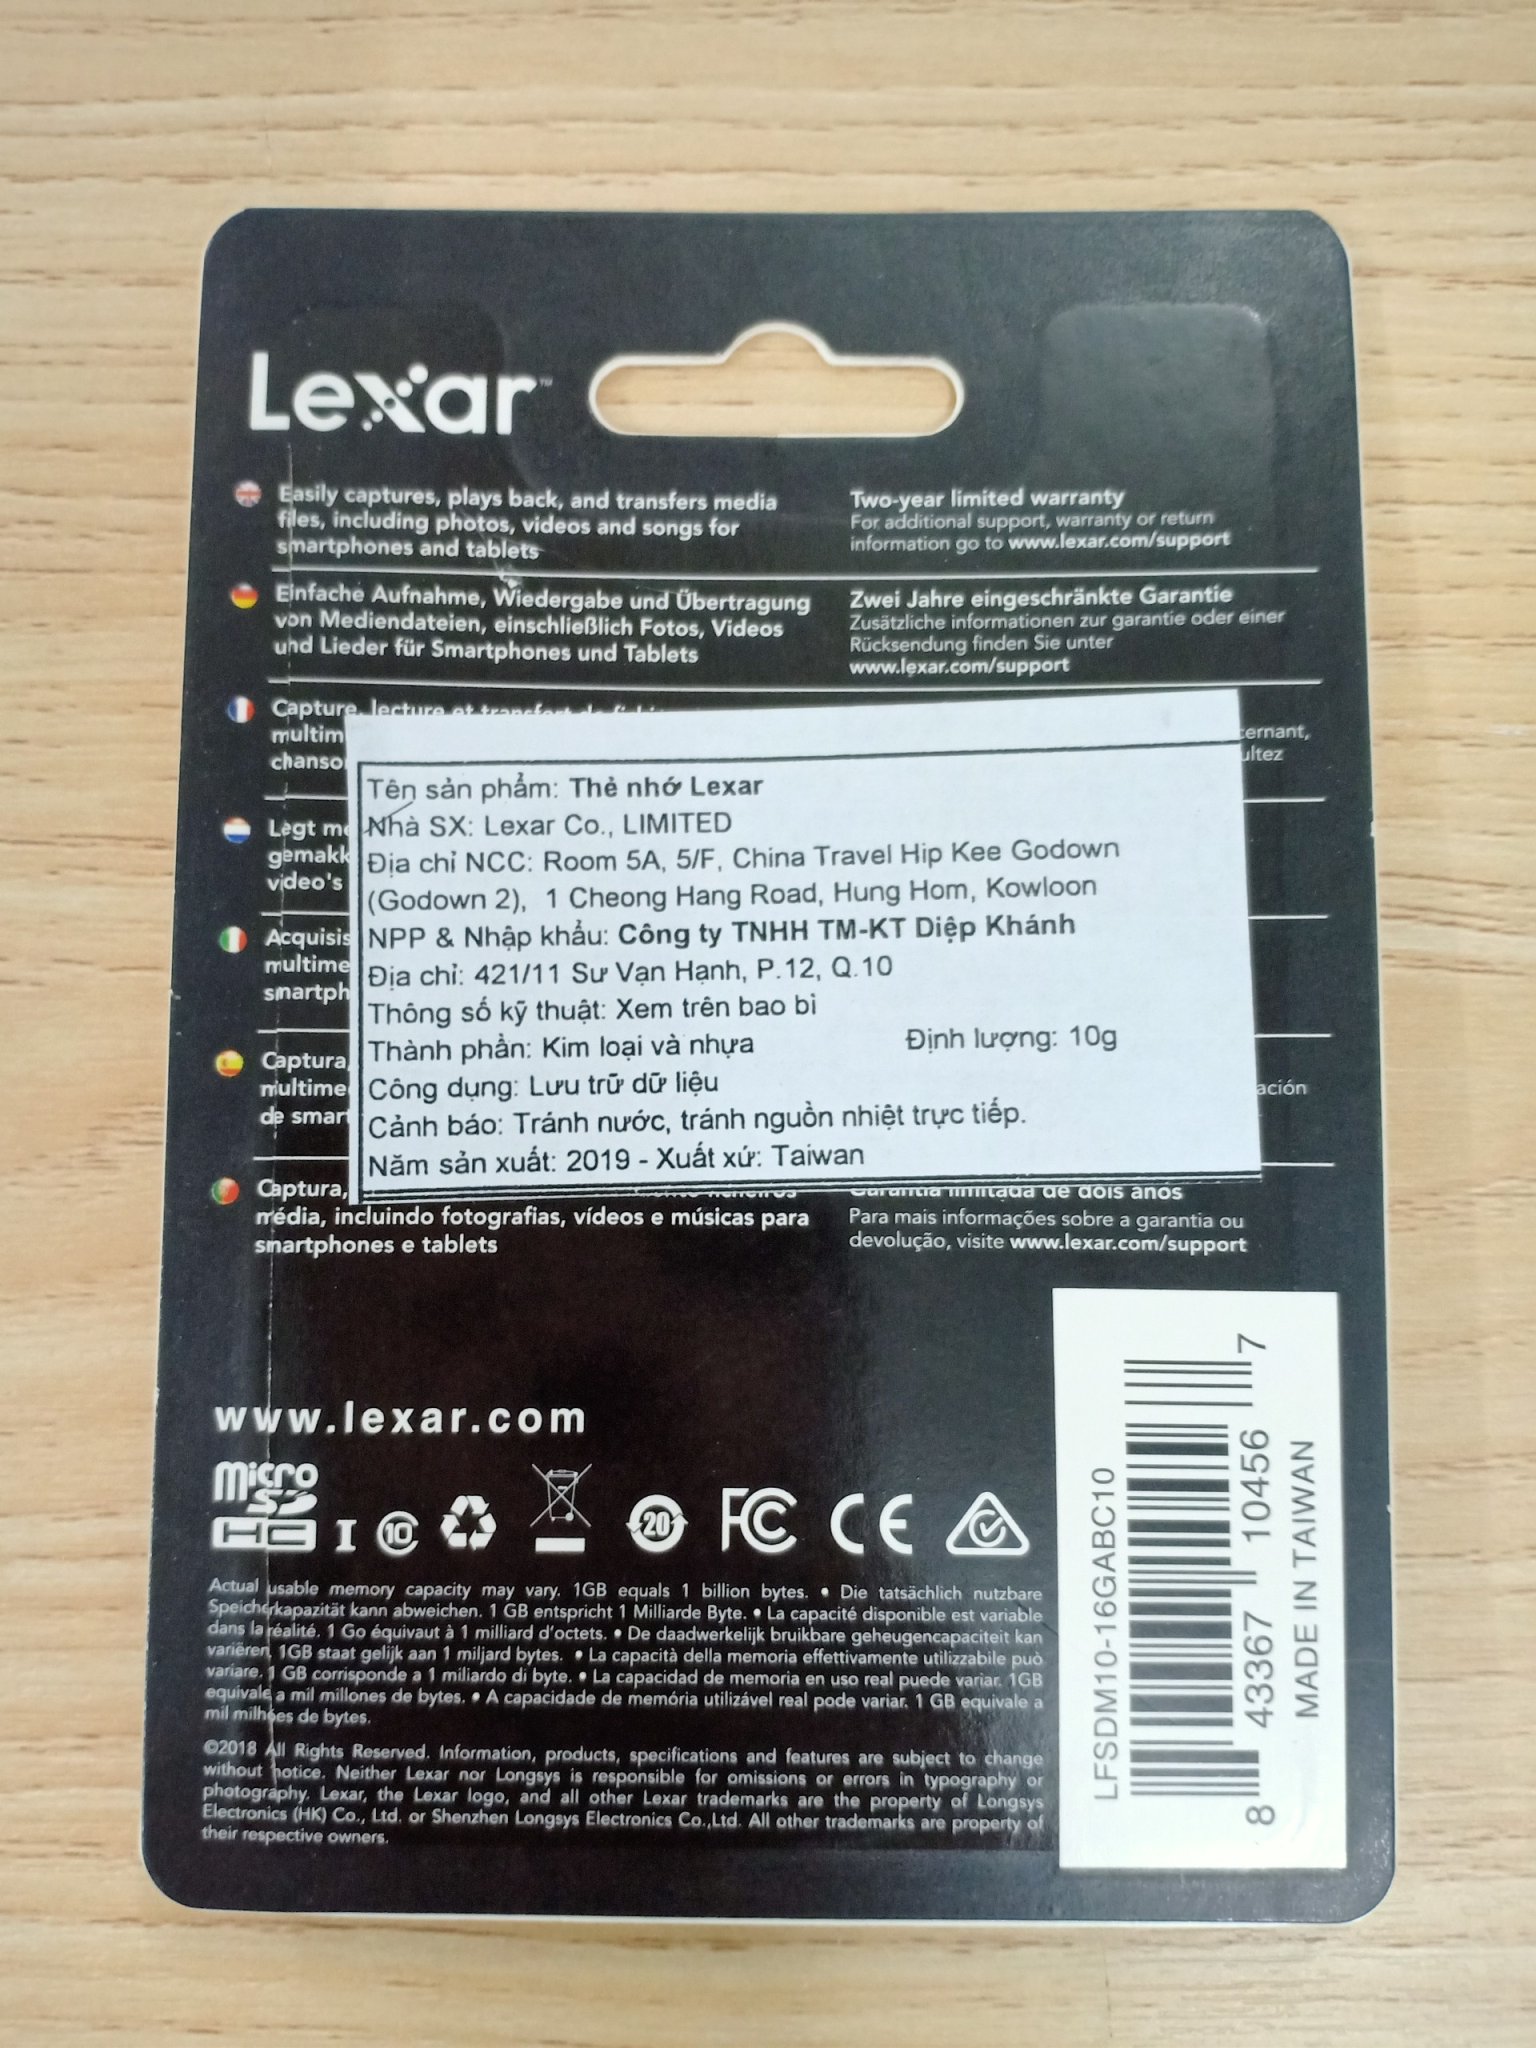 Lexar™
Easily captures, plays back, and transfers media
files, including photos, videos and songs for
smartphones and tablets
Two-year limited warranty
For additional support, warranty or return
information go to www.lexar.com/support
Einfache Aufnahme, Wiedergabe und Übertragung
von Mediendateien, einschließlich Fotos, Videos
und Lieder für Smartphones und Tablets
Zwei Jahre eingeschränkte Garantie
Zusätzliche informationen zur garantie oder einer
Rücksendung finden Sie unter
www.lexar.com/support
Capture, lecture et transfert de
Legt
Captura,
de
Tên sản phẩm: Thẻ nhớ Lexar
Nhà SX: Lexar Co., LIMITED
Địa chỉ NCC: Room 5A, 5/F, China Travel Hip Kee Godown
(Godown 2), 1 Cheong Hang Road, Hung Hom, Kowloon
NPP & Nhập khẩu: Công ty TNHH TM-KT Diệp Khánh
Địa chỉ: 421/11 Sư Vạn Hạnh, P.12, Q.10
Thông số kỹ thuật: Xem trên bao bì
Thành phần: Kim loại và nhựa Định lượng: 10g
Công dụng: Lưu trữ dữ liệu
Cảnh báo: Tránh nước, tránh nguồn nhiệt trực tiếp.
Năm sản xuất: 2019 - Xuất xứ: Taiwan
Captura,
média, incluindo fotografias, vídeos e músicas para
smartphones e tablets
Garantia limitada de dois anos
Para mais informações sobre a garantia ou
devolução, visite www.lexar.com/support
www.lexar.com
micro
SD
HC I 10 20 FC CE
Actual usable memory capacity may vary. 1GB equals 1 billion bytes. • Die tatsächlich nutzbare
Speicherkapazität kann abweichen. 1 GB entspricht 1 Milliarde Byte. • La capacité disponible est variable
dans la réalité. 1 Go équivaut à 1 milliard d'octets. • De daadwerkelijk bruikbare geheugencapaciteit kan
variëren. 1GB staat gelijk aan 1 miljard bytes. • La capacità della memoria effettivamente utilizzabile può
variare. 1 GB corrisponde a 1 miliardo di byte. • La capacidad de memoria en uso real puede variar. 1GB
equivale a mil millones de bytes. • A capacidade de memória utilizável real pode variar. 1 GB equivale a
mil milhões de bytes.
©2018 All Rights Reserved. Information, products, specifications and features are subject to change
without notice. Neither Lexar nor Longsys is responsible for omissions or errors in typography or
photography. Lexar, the Lexar logo, and all other Lexar trademarks are the property of Longsys
Electronics (HK) Co., Ltd. or Shenzhen Longsys Electronics Co.,Ltd. All other trademarks are property of
their respective owners.
LFSDM10-16GABC10
8 43367 10456 7
MADE IN TAIWAN